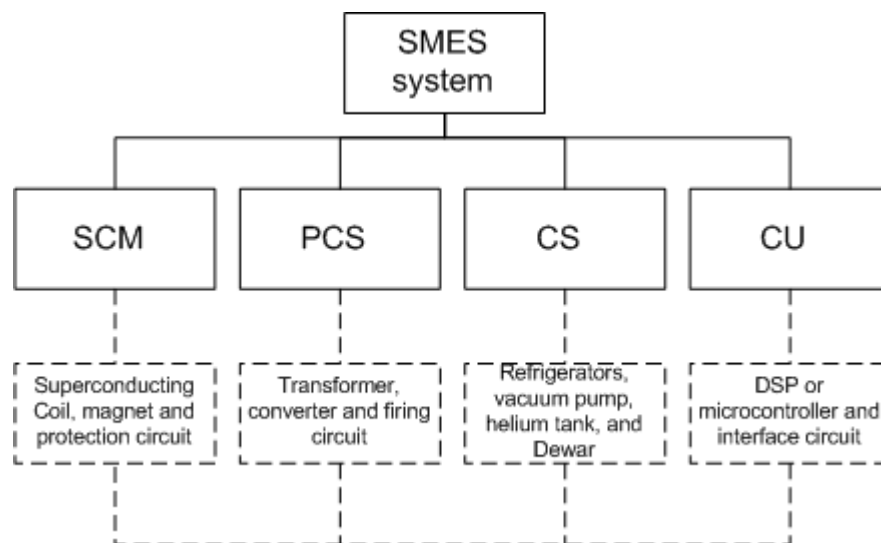 SMES
system
SCM
PCS
CS
CU
Superconducting
Coil, magnet and
protection circuit
Transformer,
converter and firing
circuit
Refrigerators,
vacuum pump,
helium tank, and
Dewar
DSP or
microcontroller and
interface circuit